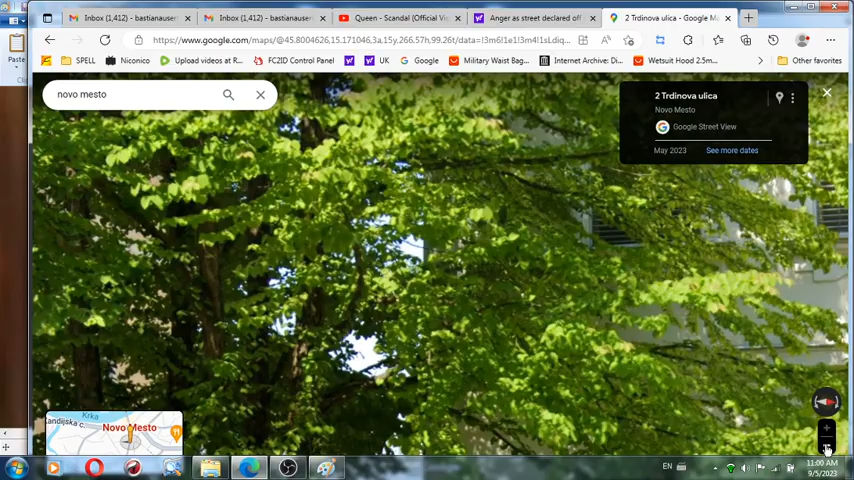 Inbox (1,412) - bastianauser
Inbox (1,412) - bastianauser
Queen - Scandal (Official Vi
Anger as street declared off
2 Trdinova ulica - Google M
https://www.google.com/maps/@45.8004626,15.171046,3a,15y,266.57h,99.26t/data=!3m6!1e1!3m4!1sLdiq...
Paste
SPELL
Niconico
Upload videos at R...
FC2ID Control Panel
UK
Google
Military Waist Bag...
Internet Archive: Di...
Wetsuit Hood 2.5m...
Other favorites
novo mesto
2 Trdinova ulica
Novo Mesto
Google Street View
May 2023
See more dates
Krka
Kandijska c.
Novo Mesto
EN
11:00 AM
9/5/2023